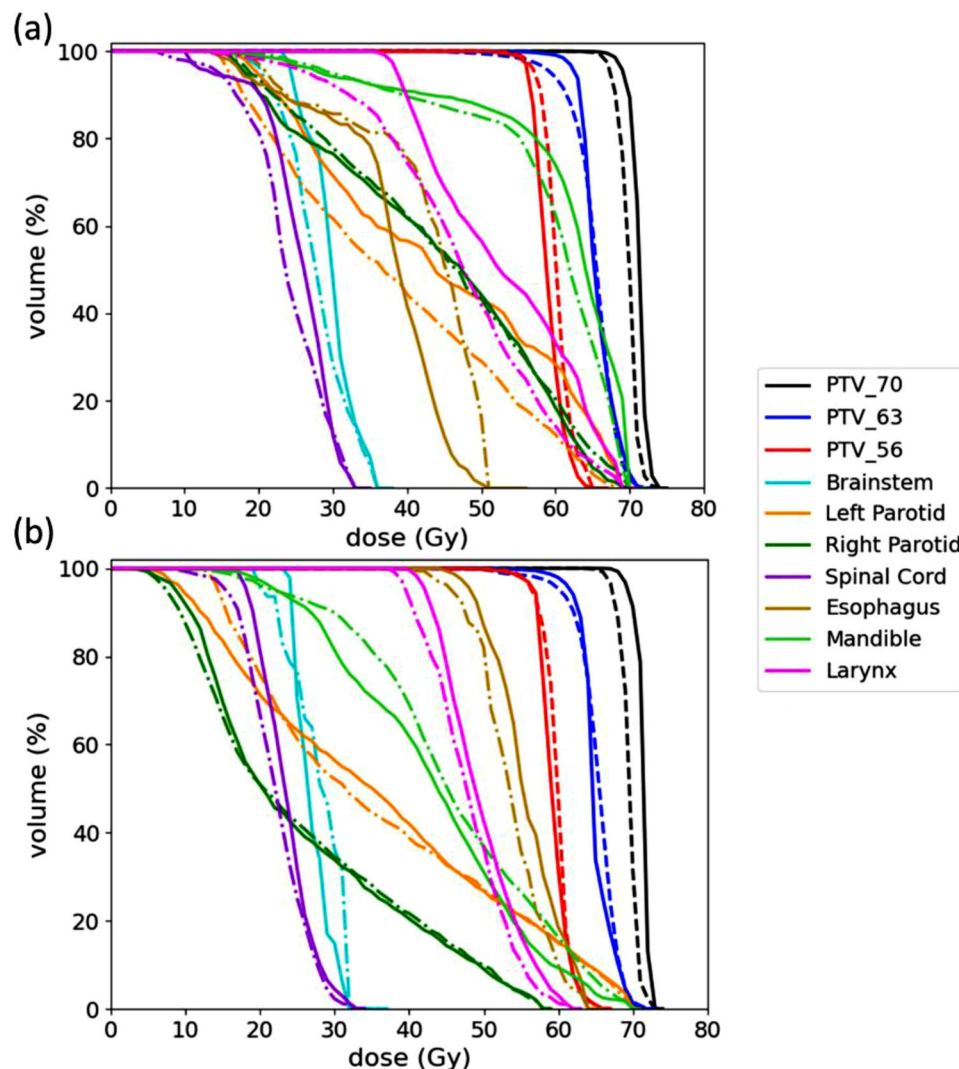 (a)
100
80
60
40
20
0
volume (%)
0 10 20 30 40 50 60 70 80
dose (Gy)
PTV_70
PTV_63
PTV_56
Brainstem
Left Parotid
Right Parotid
Spinal Cord
Esophagus
Mandible
Larynx
(b)
100
80
60
40
20
0
volume (%)
0 10 20 30 40 50 60 70 80
dose (Gy)